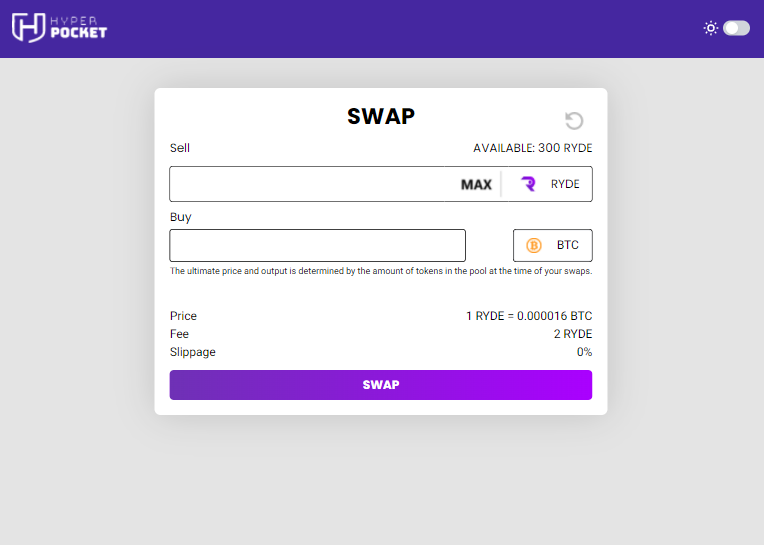 HYPER
POCKET
SWAP
Sell
AVAILABLE: 300 RYDE
MAX
RYDE
Buy
BTC
The ultimate price and output is determined by the amount of tokens in the pool at the time of your swaps.
Price
1 RYDE = 0.000016 BTC
Fee
2 RYDE
Slippage
0%
SWAP